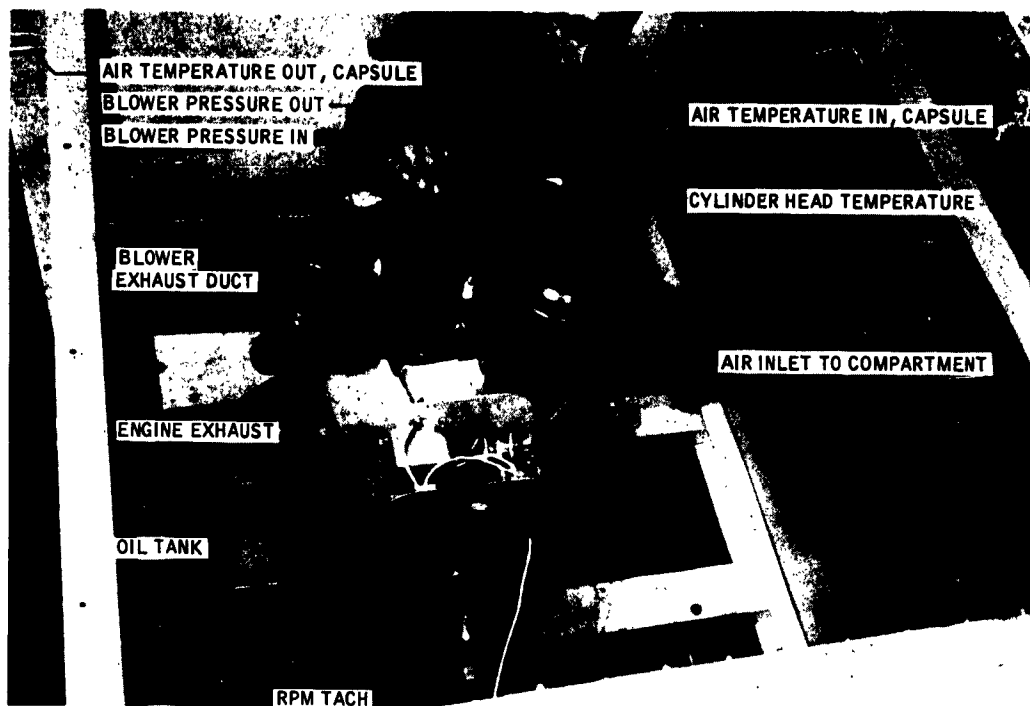 AIR TEMPERATURE OUT, CAPSULE
BLOWER PRESSURE OUT
BLOWER PRESSURE IN
AIR TEMPERATURE IN, CAPSULE
CYLINDER HEAD TEMPERATURE
BLOWER
EXHAUST DUCT
AIR INLET TO COMPARTMENT
ENGINE EXHAUST
OIL TANK
RPM TACH